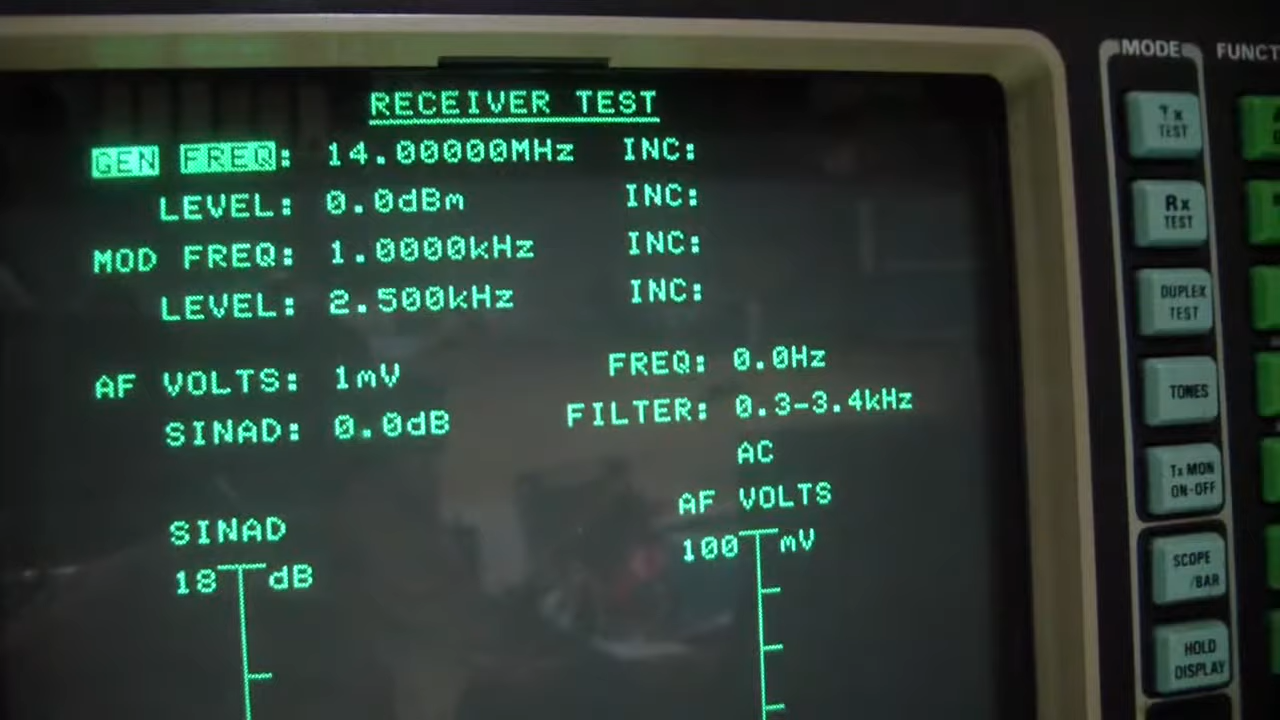 RECEIVER TEST
GEN FREQ: 14.00000MHz INC:
LEVEL: 0.0dBm INC:
MOD FREQ: 1.0000kHz INC:
LEVEL: 2.500kHz INC:
AF VOLTS: 1mV FREQ: 0.0Hz
SINAD: 0.0dB FILTER: 0.3-3.4kHz
AC
SINAD AF VOLTS
18 dB 100 mV
MODE FUNCT
Tx
TEST
Rx
TEST
DUPLEX
TEST
TONES
Tx MON
ON-OFF
SCOPE
/BAR
HOLD
DISPLAY